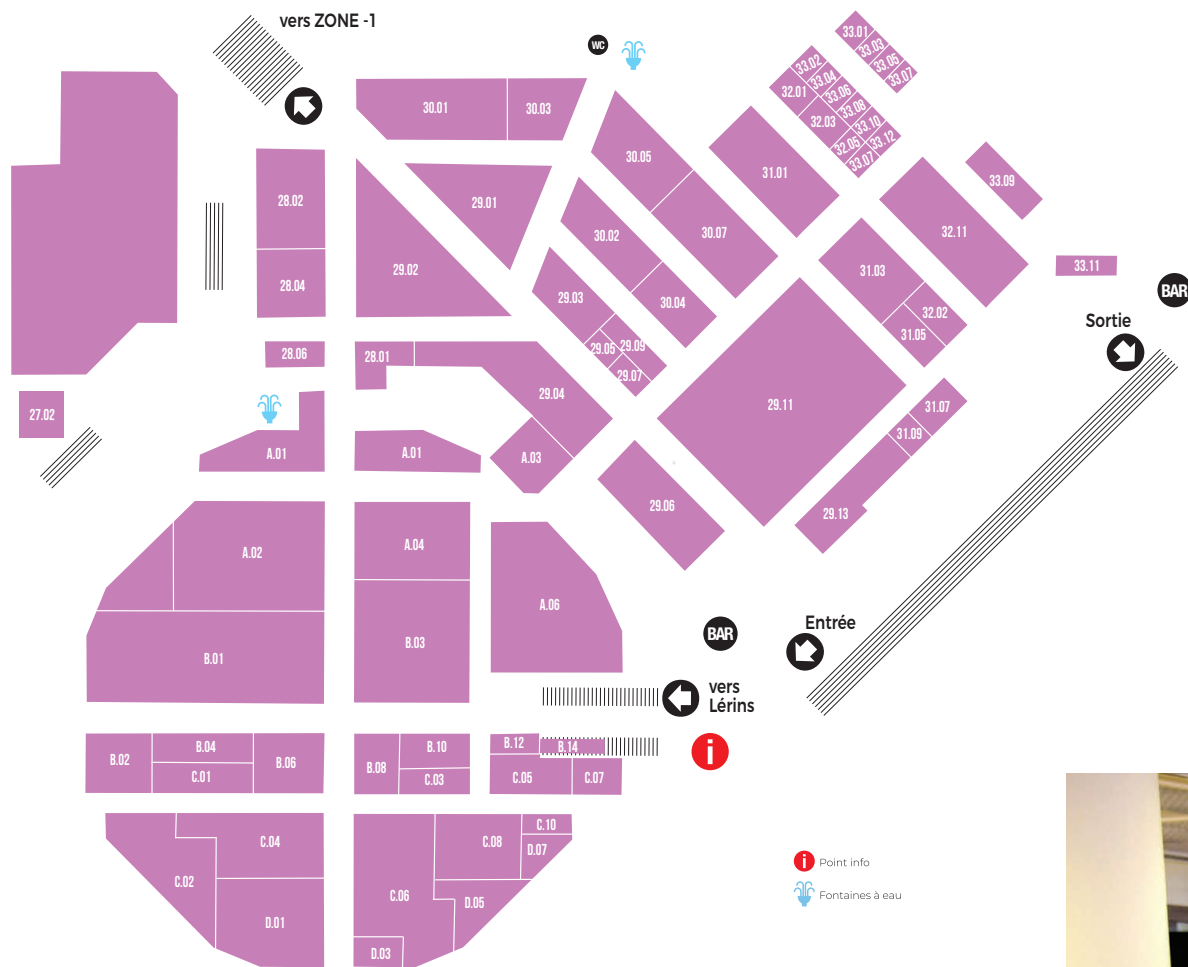 vers ZONE -1
WC
33.01
33.03
33.05
33.07
33.02
33.04
33.06
33.08
33.10
33.12
33.07
32.01
32.03
32.05
30.01
30.03
30.05
31.01
33.09
28.02
29.01
30.02
30.07
32.11
29.02
31.03
33.11
28.04
29.03
30.04
32.02
BAR
Sortie
28.06
28.01
29.05
29.09
29.07
31.05
27.02
29.04
29.11
31.07
31.09
A.01
A.01
A.03
29.06
29.13
A.02
A.04
A.06
B.01
B.03
BAR
Entrée
vers
Lérins
B.02
B.04
B.06
B.08
B.10
B.12
B.14
i
C.01
C.03
C.05
C.07
C.04
C.02
C.06
C.08
C.10
D.07
D.01
D.05
D.03
i Point info
Fontaines à eau